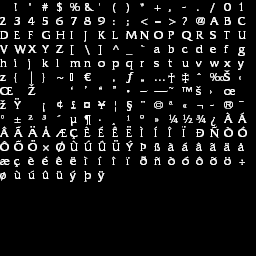 ! " # $ % & ' ( ) * + , - . / 0 1
2 3 4 5 6 7 8 9 : ; < = > ? @ A B C
D E F G H I J K L M N O P Q R S T U
V W X Y Z [ \ ] ^ _ ` a b c d e f g
h i j k l m n o p q r s t u v w x y
z { | } ~ € ‚ ƒ „ … † ‡ ˆ ‰ Š ‹
Œ Ž ‘ ’ “ ” • – — ˜ ™ š › œ
ž Ÿ ¡ ¢ £ ¤ ¥ ¦ § ¨ © ª « ¬ - ® ¯
° ± ² ³ ´ µ ¶ · ¸ ¹ º » ¼ ½ ¾ ¿ À Á
Â Ã Ä Å Æ Ç È É Ê Ë Ì Í Î Ï Ð Ñ Ò Ó
Ô Õ Ö × Ø Ù Ú Û Ü Ý Þ ß à á â ã ä å
æ ç è é ê ë ì í î ï ð ñ ò ó ô õ ö ÷
ø ù ú û ü ý þ ÿ